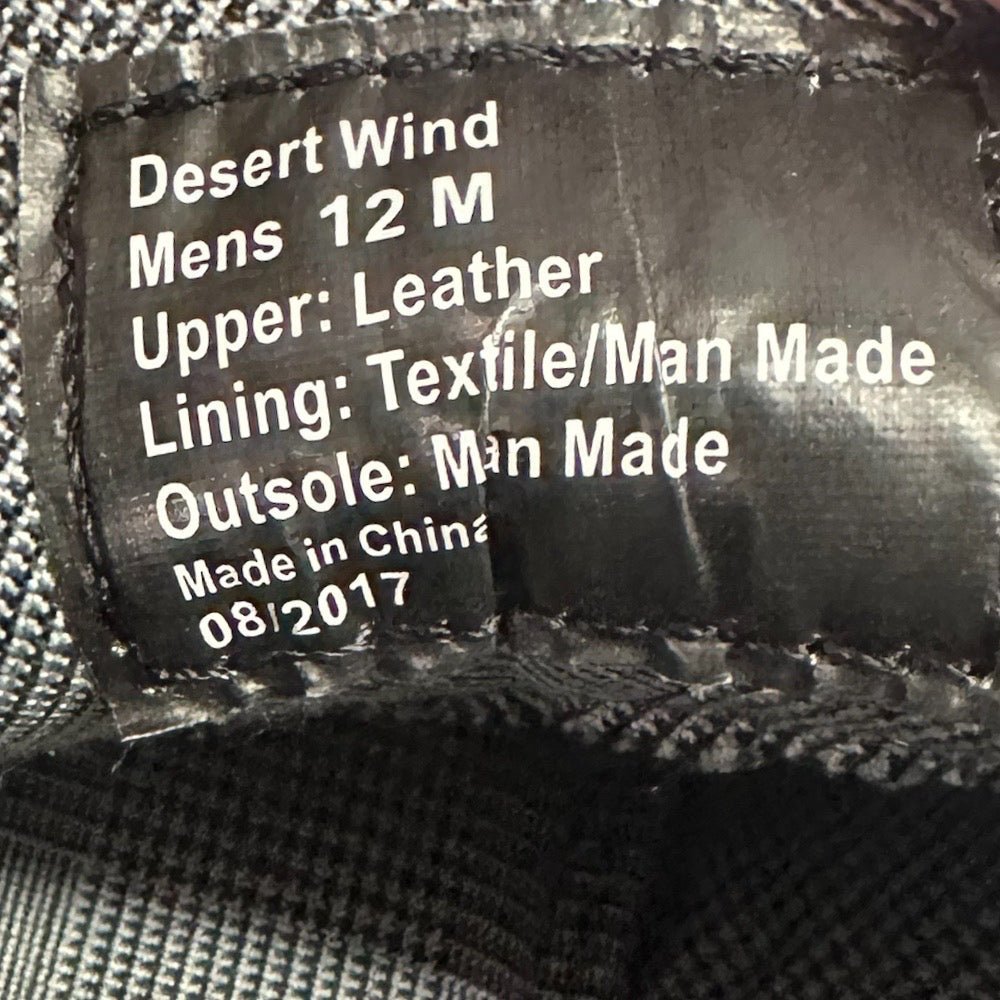 Desert Wind
Mens 12 M
Upper: Leather
Lining: Textile/Man Made
Outsole: Man Made
Made in China
08/2017